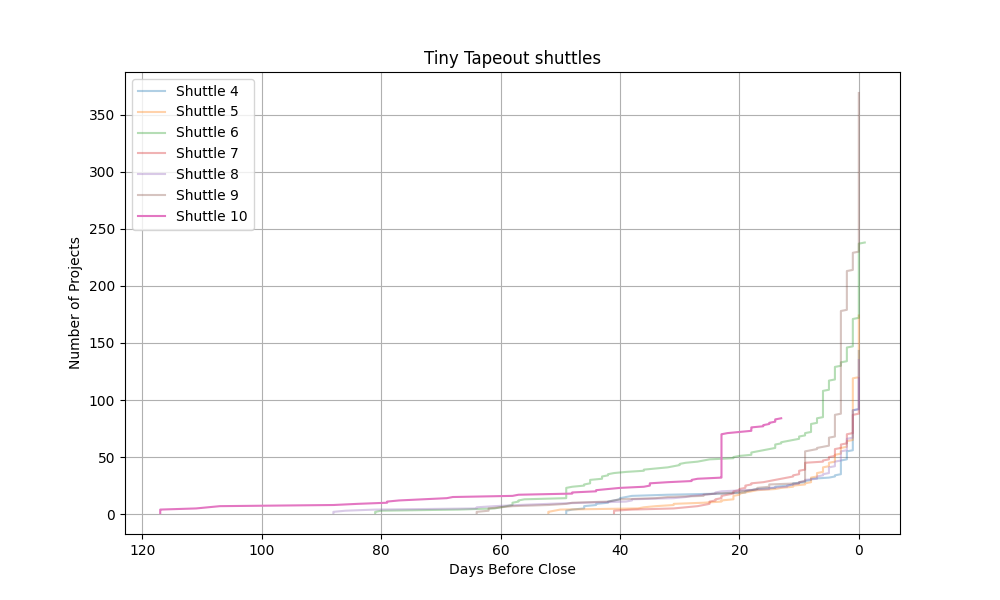 Tiny Tapeout shuttles
Shuttle 4
Shuttle 5
Shuttle 6
Shuttle 7
Shuttle 8
Shuttle 9
Shuttle 10
Number of Projects
350
300
250
200
150
100
50
0
120 100 80 60 40 20 0
Days Before Close